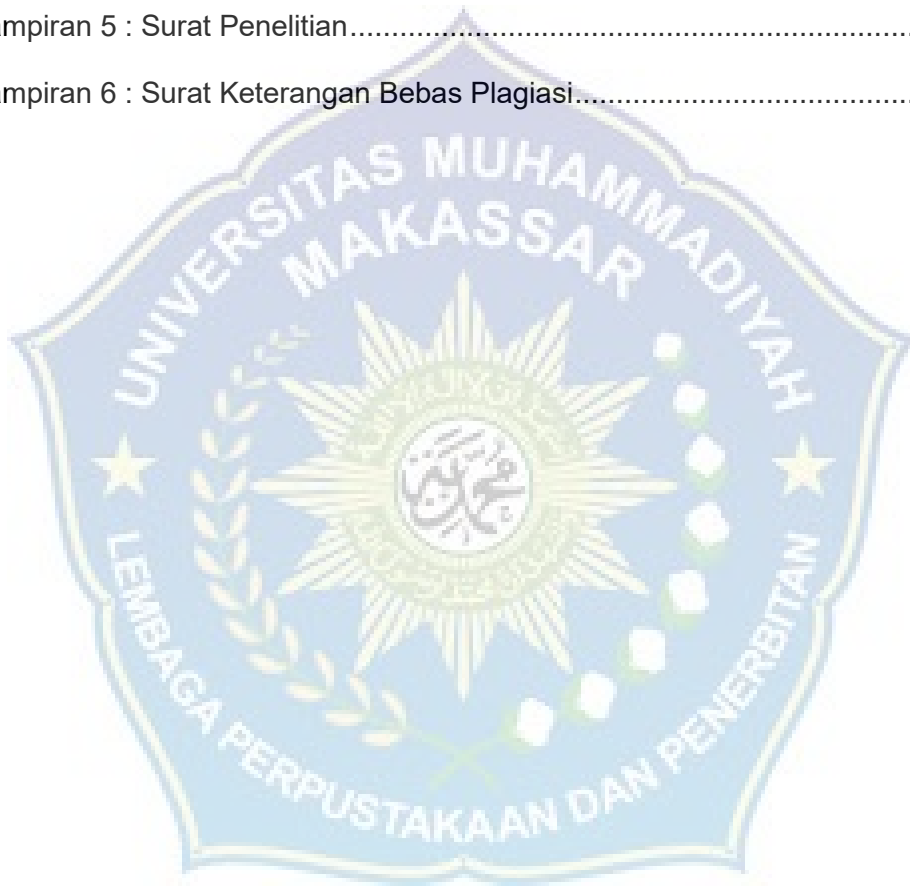 ampiran 5 : Surat Penelitian......................................................................
ampiran 6 : Surat Keterangan Bebas Plagiasi..........................................
UNIVERSITAS MUHAMMADIYAH
MAKASSAR
LEMBAGA PERPUSTAKAAN DAN PENERBITAN